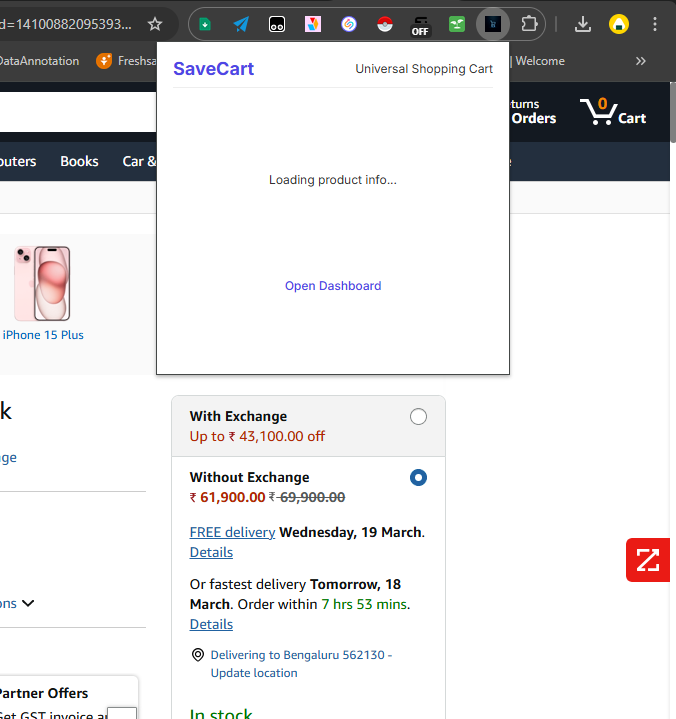 d=14100882095393...
OFF
DataAnnotation
Freshsa
| Welcome
»
SaveCart
Universal Shopping Cart
turns
Orders
0
Cart
outers
Books
Car &
Loading product info...
Open Dashboard
iPhone 15 Plus
k
ge
With Exchange
Up to ₹ 43,100.00 off
Without Exchange
₹ 61,900.00 ₹ 69,900.00
FREE delivery Wednesday, 19 March.
Details
Or fastest delivery Tomorrow, 18
March. Order within 7 hrs 53 mins.
Details
ons
Delivering to Bengaluru 562130 -
Update location
Partner Offers
Get GST invoice a
In stock